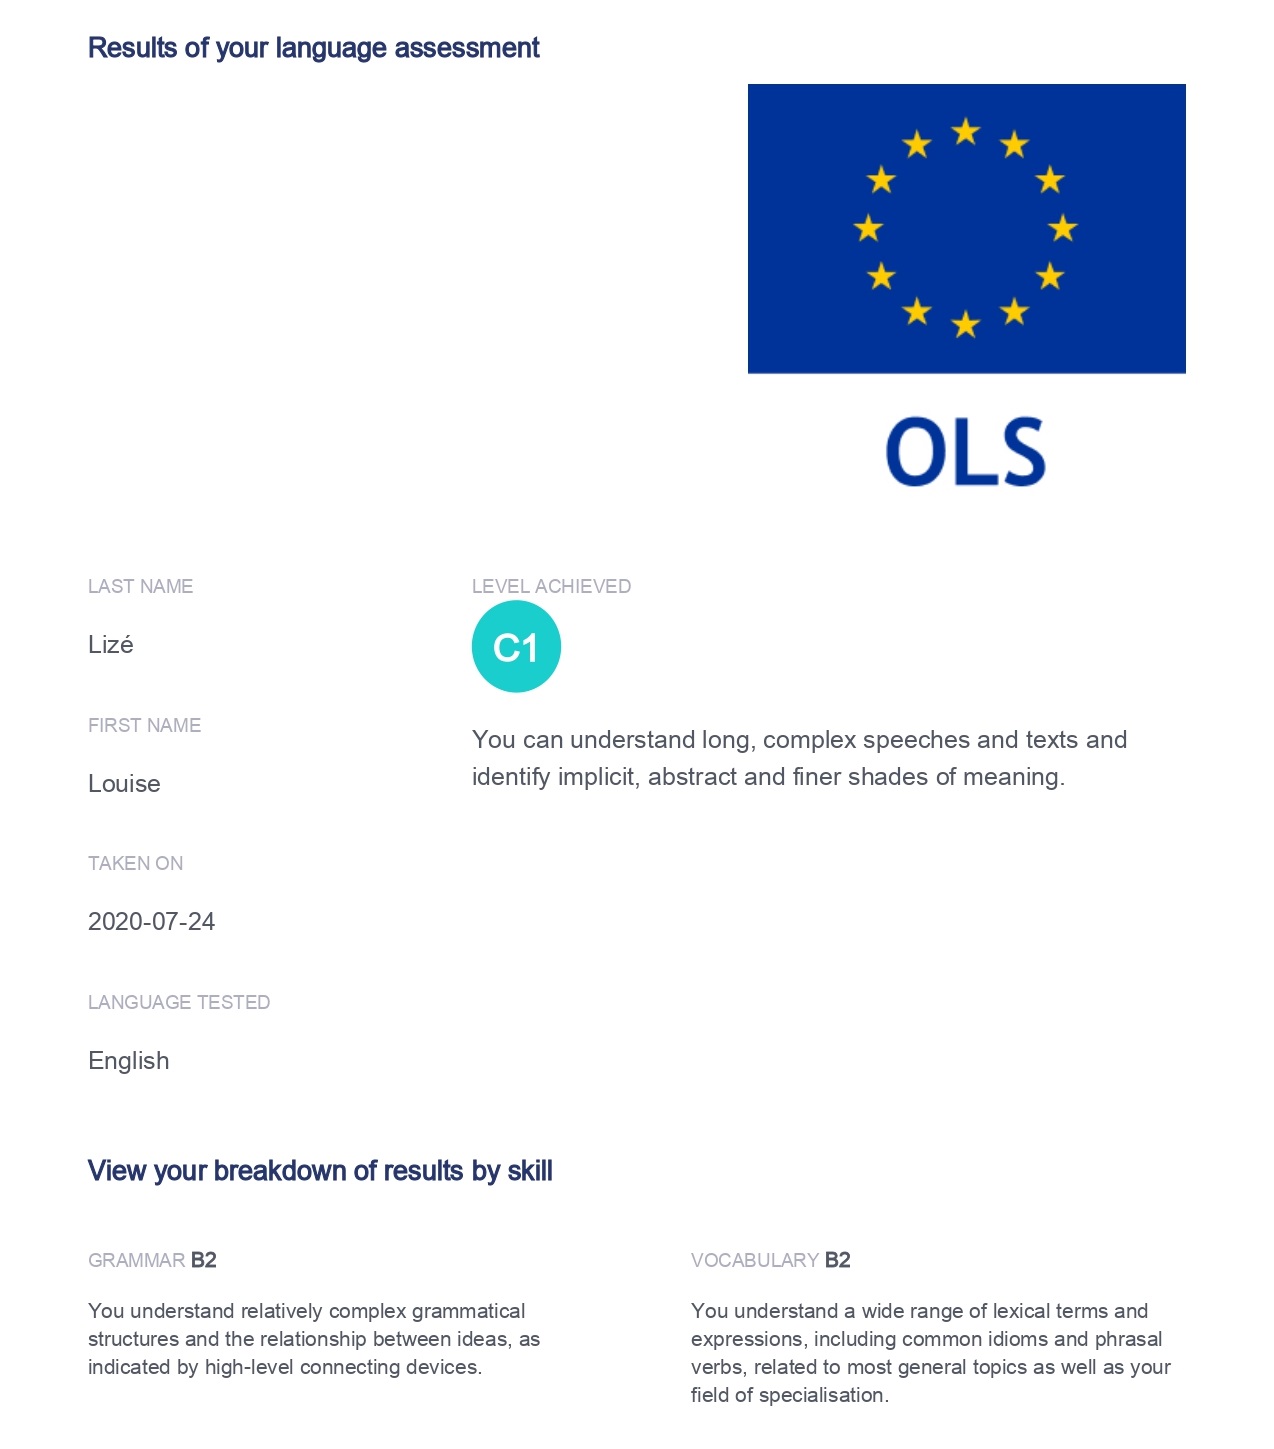 Results of your language assessment
OLS
LAST NAME
Lizé
FIRST NAME
Louise
TAKEN ON
2020-07-24
LANGUAGE TESTED
English
LEVEL ACHIEVED
C1
You can understand long, complex speeches and texts and
identify implicit, abstract and finer shades of meaning.
View your breakdown of results by skill
GRAMMAR B2
You understand relatively complex grammatical
structures and the relationship between ideas, as
indicated by high-level connecting devices.
VOCABULARY B2
You understand a wide range of lexical terms and
expressions, including common idioms and phrasal
verbs, related to most general topics as well as your
field of specialisation.